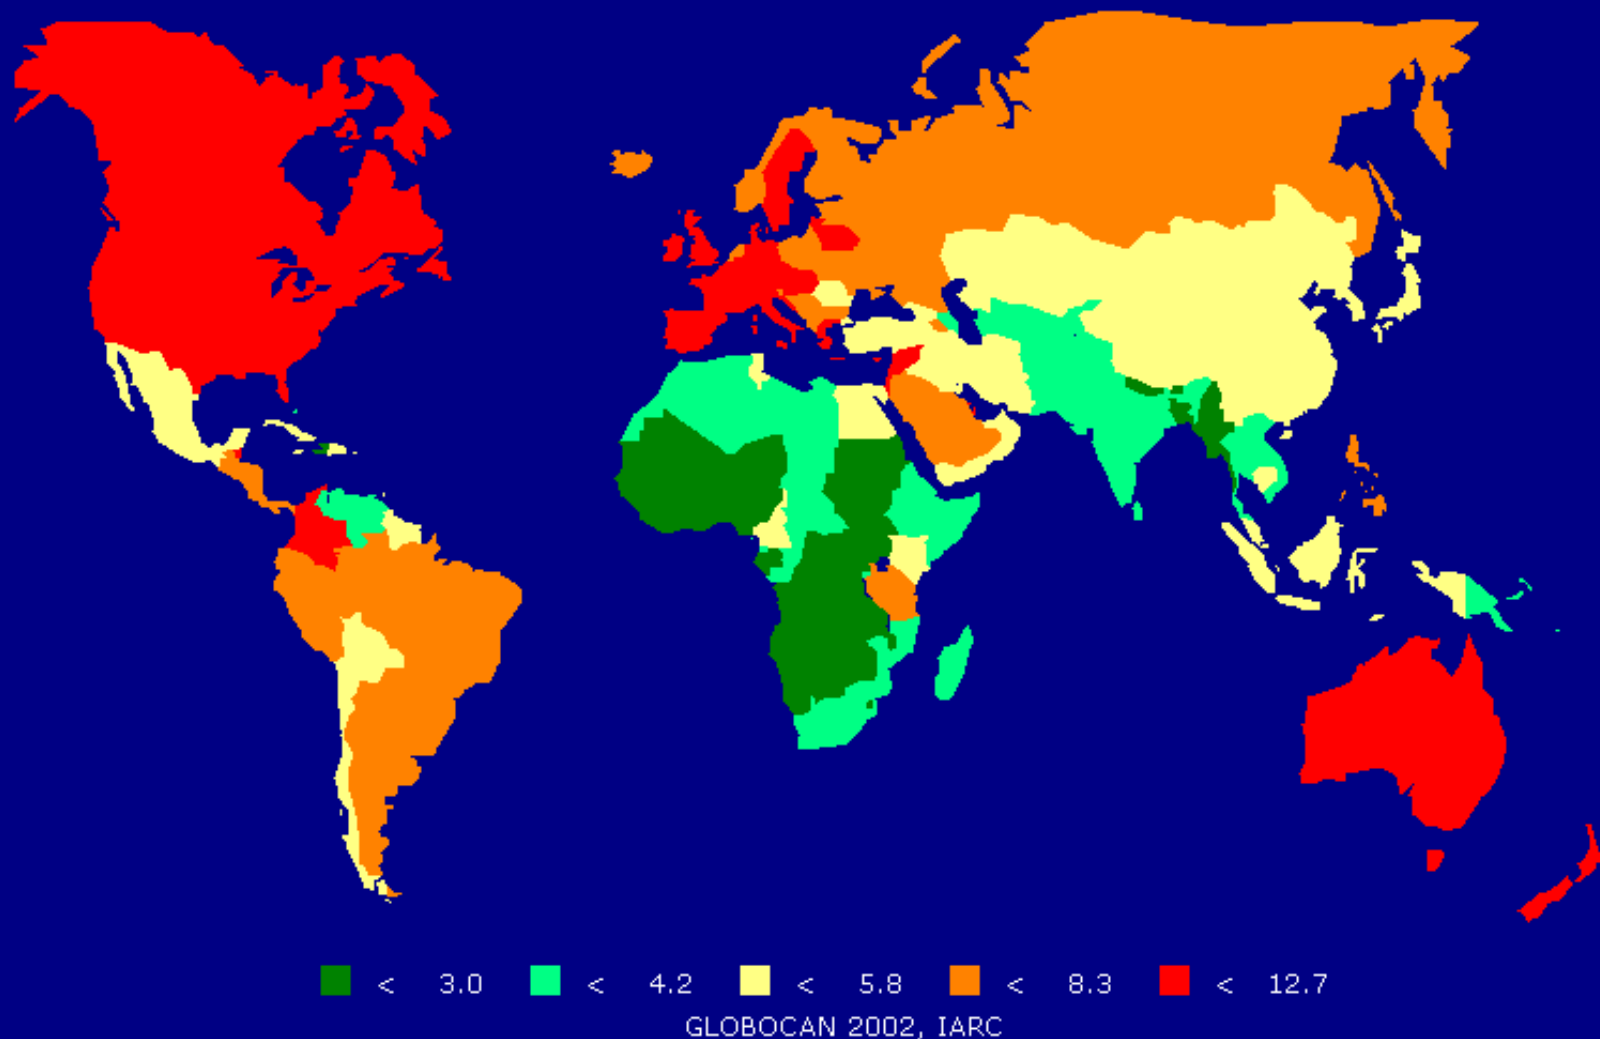 < 3.0 < 4.2 < 5.8 < 8.3 < 12.7
GLOBOCAN 2002, IARC